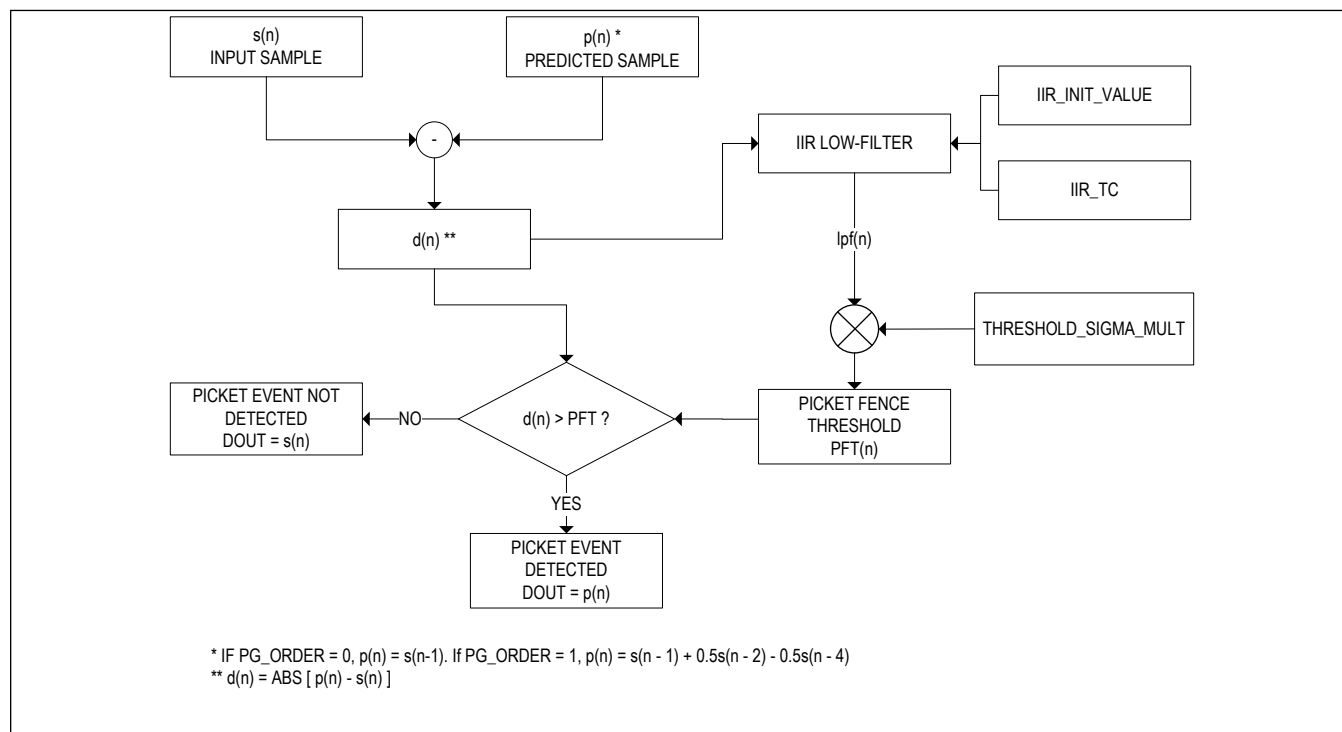 s(n)
INPUT SAMPLE
p(n) *
PREDICTED SAMPLE
-
IIR_INIT_VALUE
IIR LOW-FILTER
IIR_TC
d(n) **
lpf(n)
THRESHOLD_SIGMA_MULT
PICKET EVENT NOT
DETECTED
DOUT = s(n)
NO
d(n) > PFT ?
PICKET FENCE
THRESHOLD
PFT(n)
YES
PICKET EVENT
DETECTED
DOUT = p(n)
* IF PG_ORDER = 0, p(n) = s(n-1). If PG_ORDER = 1, p(n) = s(n - 1) + 0.5s(n - 2) - 0.5s(n - 4)
** d(n) = ABS [ p(n) - s(n) ]